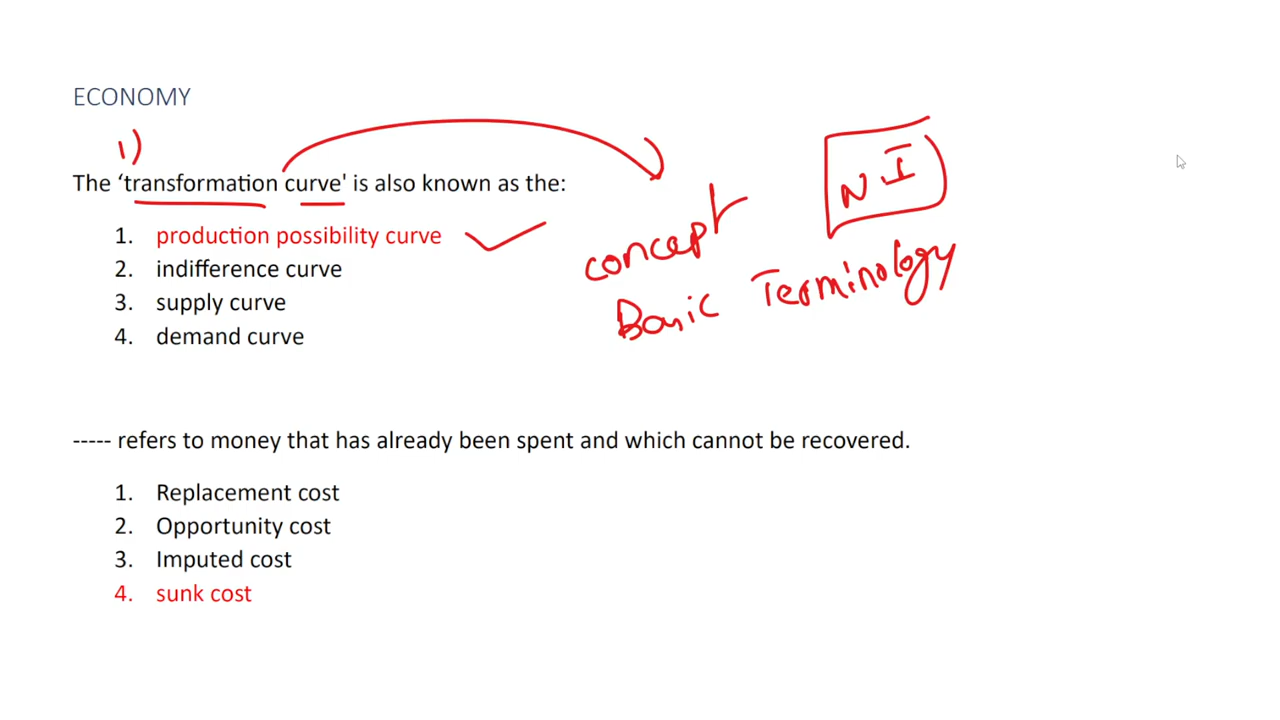 ECONOMY
1)
The ‘transformation curve' is also known as the:
1. production possibility curve
2. indifference curve
3. supply curve
4. demand curve
concept
Basic Terminology
NI
----- refers to money that has already been spent and which cannot be recovered.
1. Replacement cost
2. Opportunity cost
3. Imputed cost
4. sunk cost